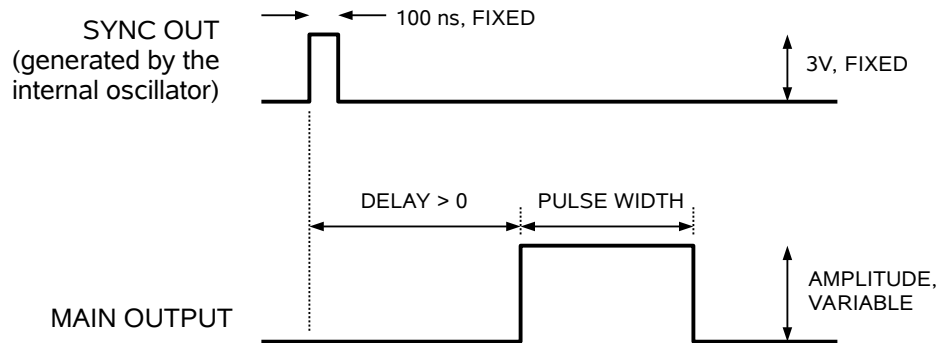 100 ns, FIXED
SYNC OUT
(generated by the
internal oscillator)
3V, FIXED
DELAY > 0
PULSE WIDTH
AMPLITUDE,
VARIABLE
MAIN OUTPUT